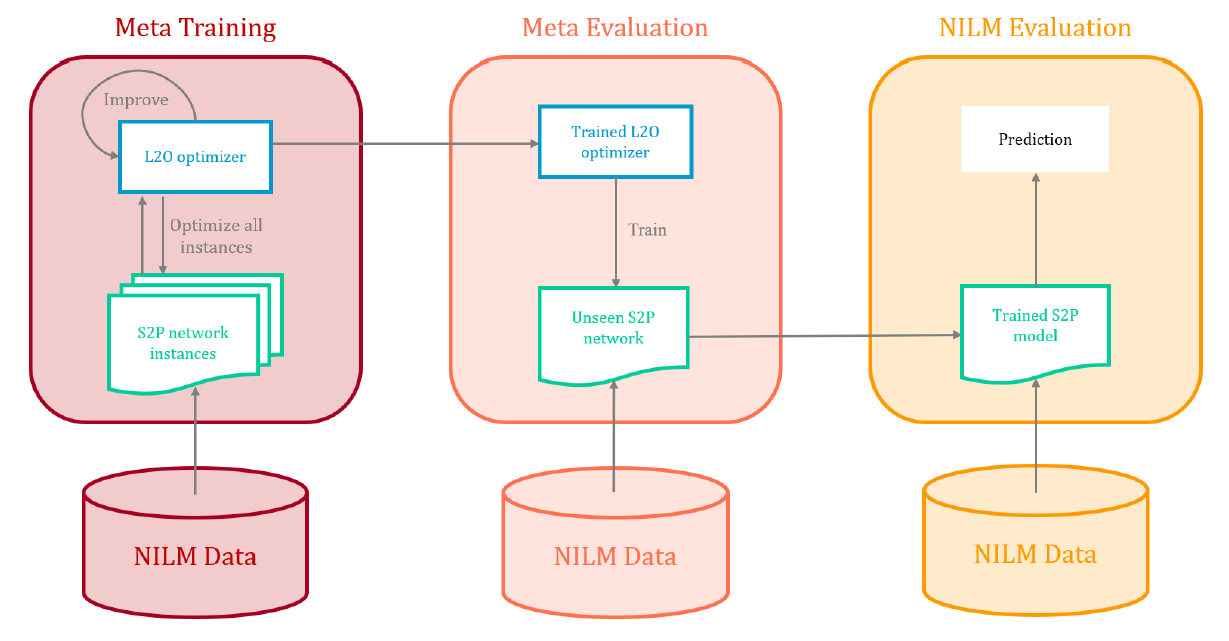 Meta Training
Meta Evaluation
NILM Evaluation
Improve
L2O optimizer
Optimize all
instances
S2P network
instances
Trained L2O
optimizer
Train
Unseen S2P
network
Prediction
Trained S2P
model
NILM Data
NILM Data
NILM Data